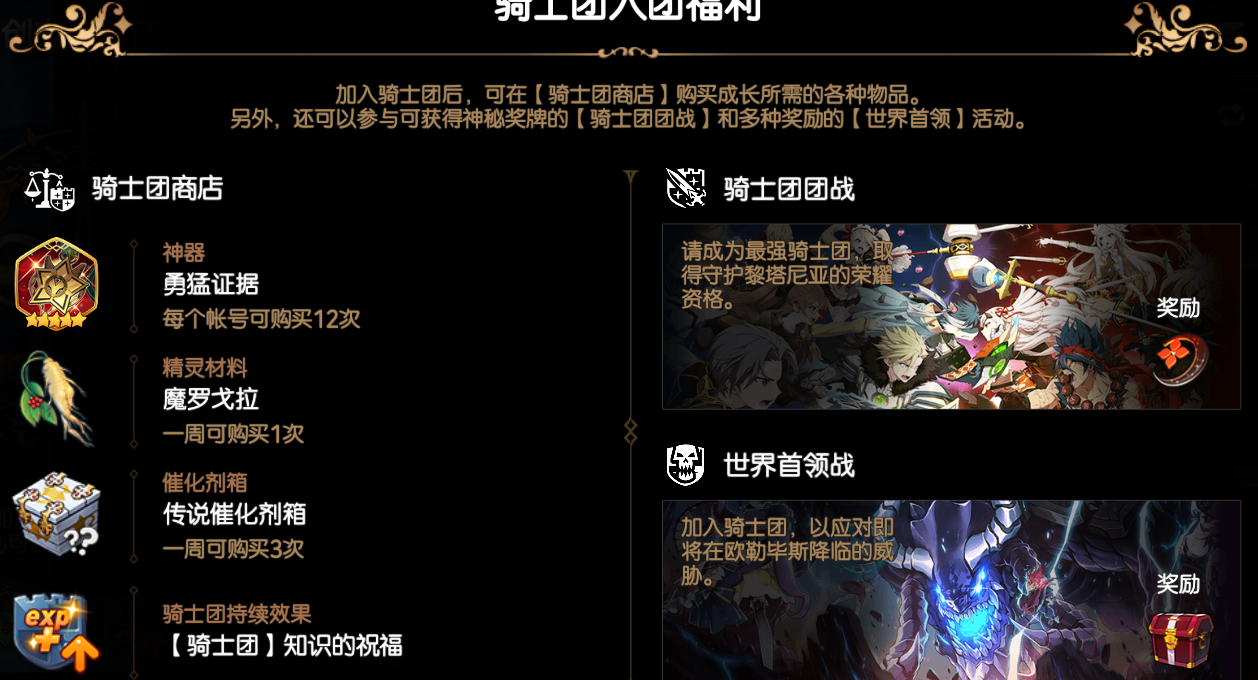 骑士团入团福利
加入骑士团后，可在【骑士团商店】购买成长所需的各种物品。
另外，还可以参与可获得神秘奖牌的【骑士团团战】和多种奖励的【世界首领】活动。
骑士团商店
神器
勇猛证据
每个帐号可购买12次
精灵材料
魔罗戈拉
一周可购买1次
催化剂箱
传说催化剂箱
??
一周可购买3次
exp
骑士团持续效果
【骑士团】知识的祝福
骑士团团战
请成为最强骑士团，取
得守护黎塔尼亚的荣耀
资格。
奖励
世界首领战
加入骑士团，以应对即
将在欧勒毕斯降临的威
胁。
奖励